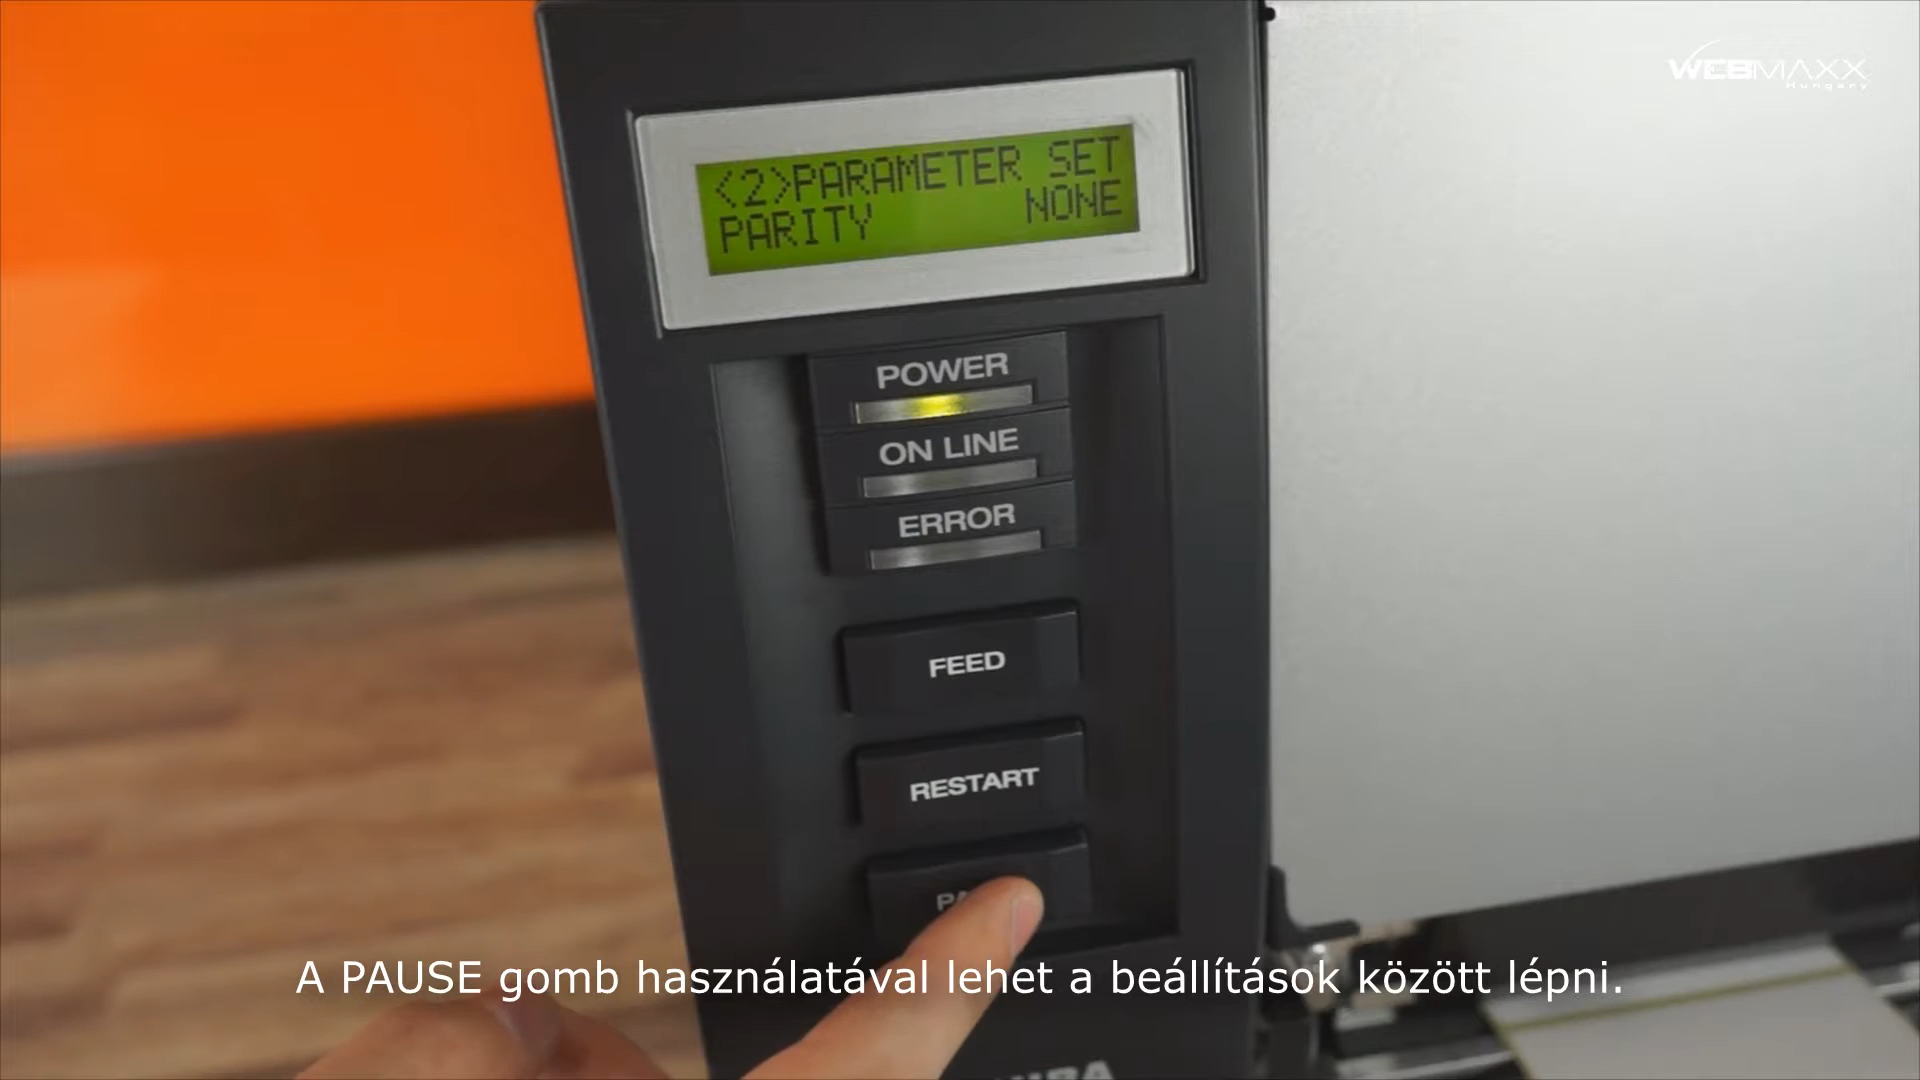 WEBMAXX
Hungary
<2>PARAMETER SET
PARITY NONE
POWER
ON LINE
ERROR
FEED
RESTART
A PAUSE gomb használatával lehet a beállítások között lépni.